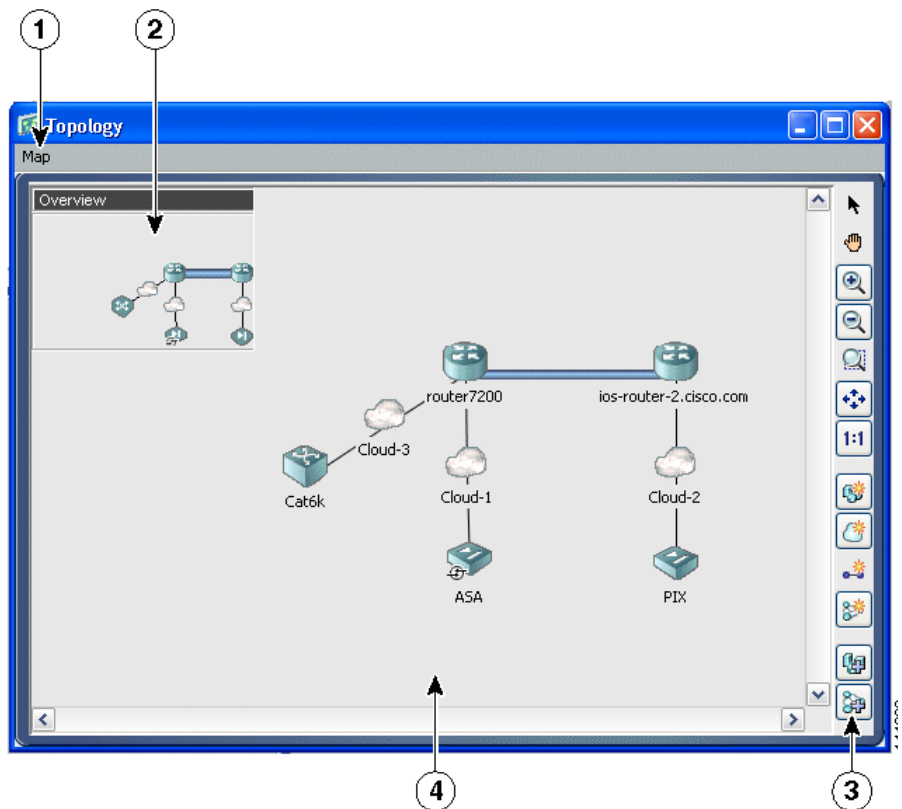 1
2
Topology
Map
Overview
1:1
router7200
ios-router-2.cisco.com
Cloud-3
Cat6k
Cloud-1
Cloud-2
ASA
PIX
4
3